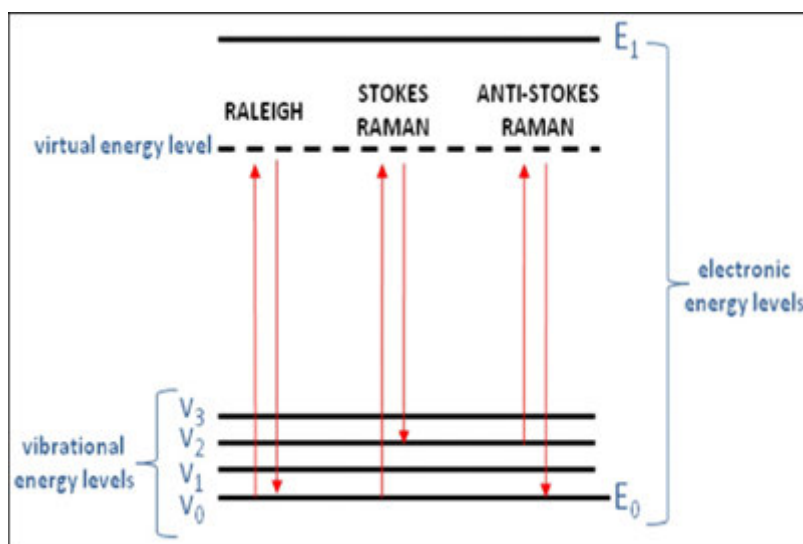 E₁
RALEIGH
STOKES
RAMAN
ANTI-STOKES
RAMAN
virtual energy level
electronic
energy levels
vibrational
energy levels
V₃
V₂
V₁
V₀
E₀